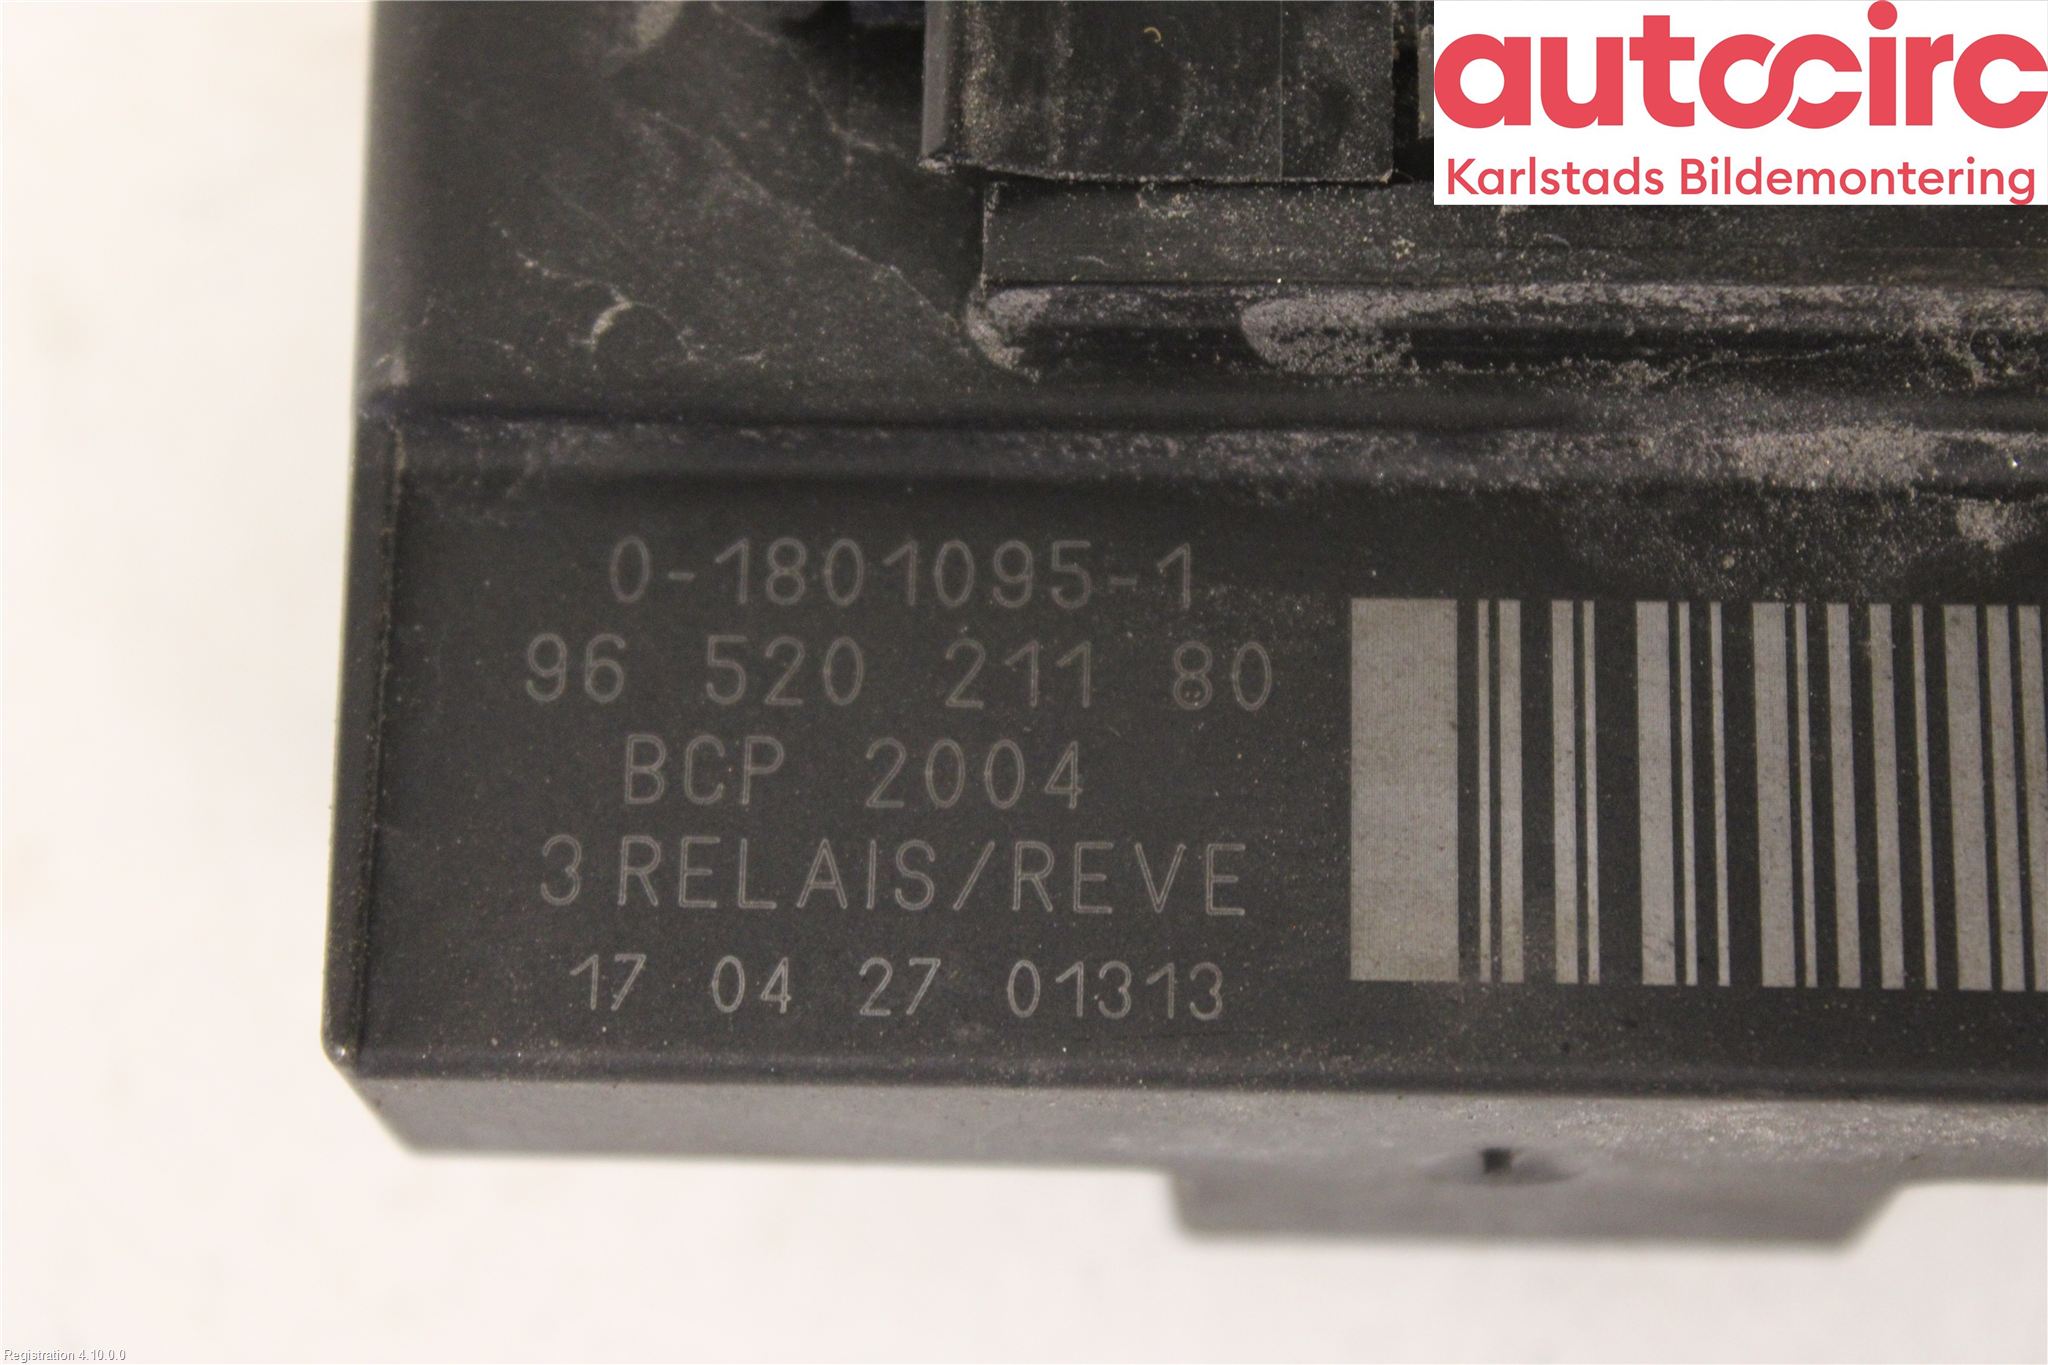 autocirc
Karlstads Bildemontering
0-1801095-1
96 520 211 80
BCP 2004
3 RELAIS/REVE
17 04 27 01313
Registration 4.10.0.0